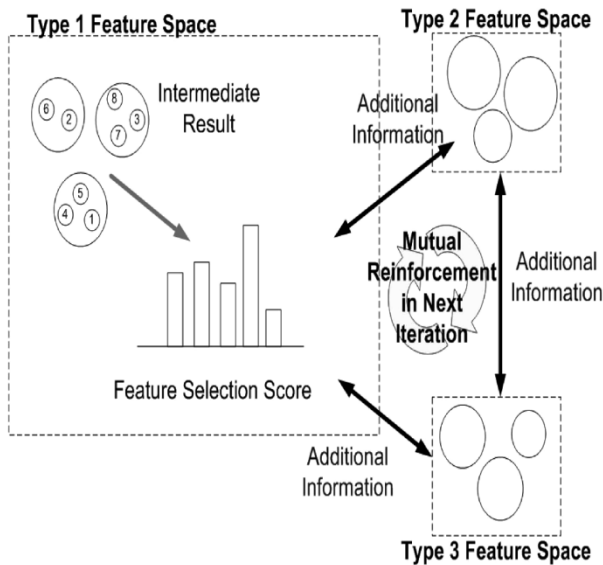 Type 1 Feature Space
Type 2 Feature Space
Intermediate
Result
6
2
8
3
7
5
4
1
Additional
Information
Mutual
Reinforcement
in Next
Iteration
Additional
Information
Feature Selection Score
Additional
Information
Type 3 Feature Space